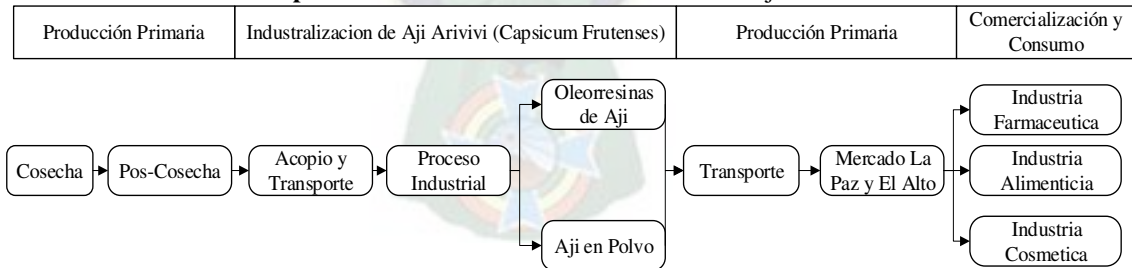 Producción Primaria
Industralizacion de Aji Arivivi (Capsicum Frutenses)
Producción Primaria
Comercialización y
Consumo
Cosecha
Pos-Cosecha
Acopio y
Transporte
Proceso
Industrial
Oleorresinas
de Aji
Aji en Polvo
Transporte
Mercado La
Paz y El Alto
Industria
Farmaceutica
Industria
Alimenticia
Industria
Cosmetica